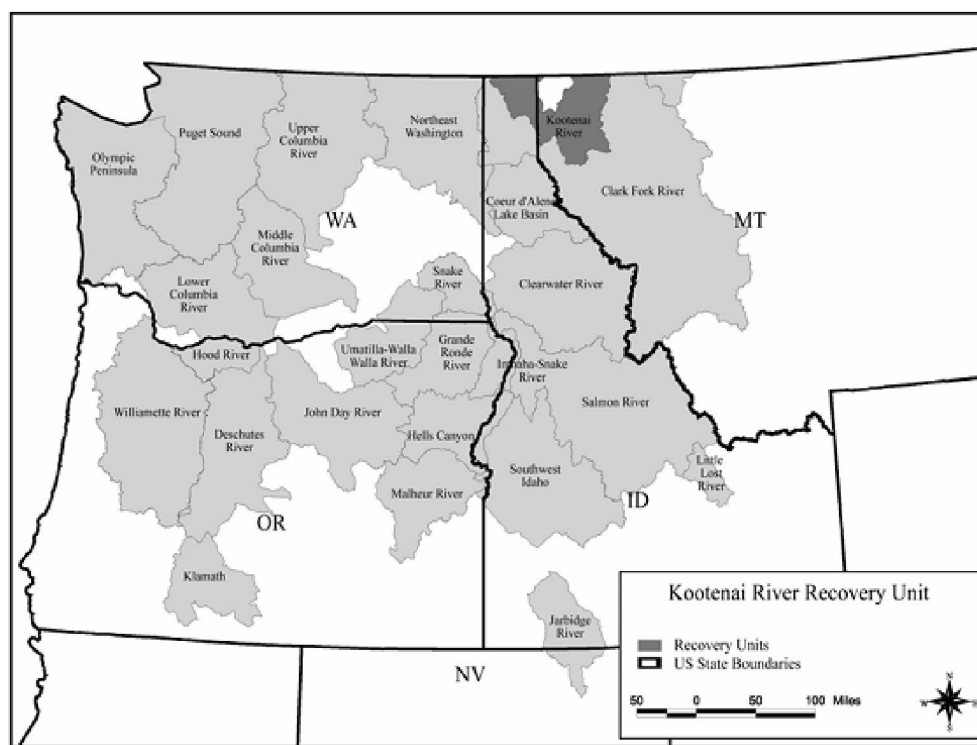 Olympic
Peninsula
Puget Sound
Upper
Columbia
River
Northeast
Washington
Kootenai
River
Clark Fork River
MT
WA
Coeur d'Alene
Lake Basin
Middle
Columbia
River
Lower
Columbia
River
Snake
River
Clearwater River
Hood River
Umatilla-Walla
Walla River
Grande
Ronde
River
Imnaha-Snake
River
Salmon River
Williamette River
Deschutes
River
John Day River
Hells Canyon
Malheur River
Southwest
Idaho
Little
Lost
River
ID
OR
Klamath
Jarbidge
River
NV
Kootenai River Recovery Unit
Recovery Units
US State Boundaries
50 0 50 100 Miles
N
W E
S